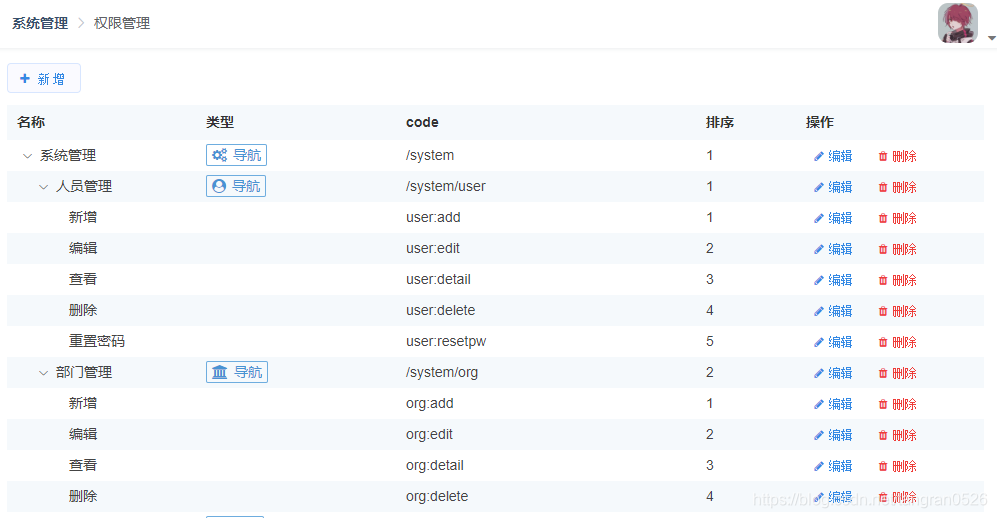 系统管理 权限管理
新增
名称 类型 code 排序 操作
系统管理 导航 /system 1 编辑 删除
人员管理 导航 /system/user 1 编辑 删除
新增 user:add 1 编辑 删除
编辑 user:edit 2 编辑 删除
查看 user:detail 3 编辑 删除
删除 user:delete 4 编辑 删除
重置密码 user:resetpw 5 编辑 删除
部门管理 导航 /system/org 2 编辑 删除
新增 org:add 1 编辑 删除
编辑 org:edit 2 编辑 删除
查看 org:detail 3 编辑 删除
删除 org:delete 4 编辑 删除